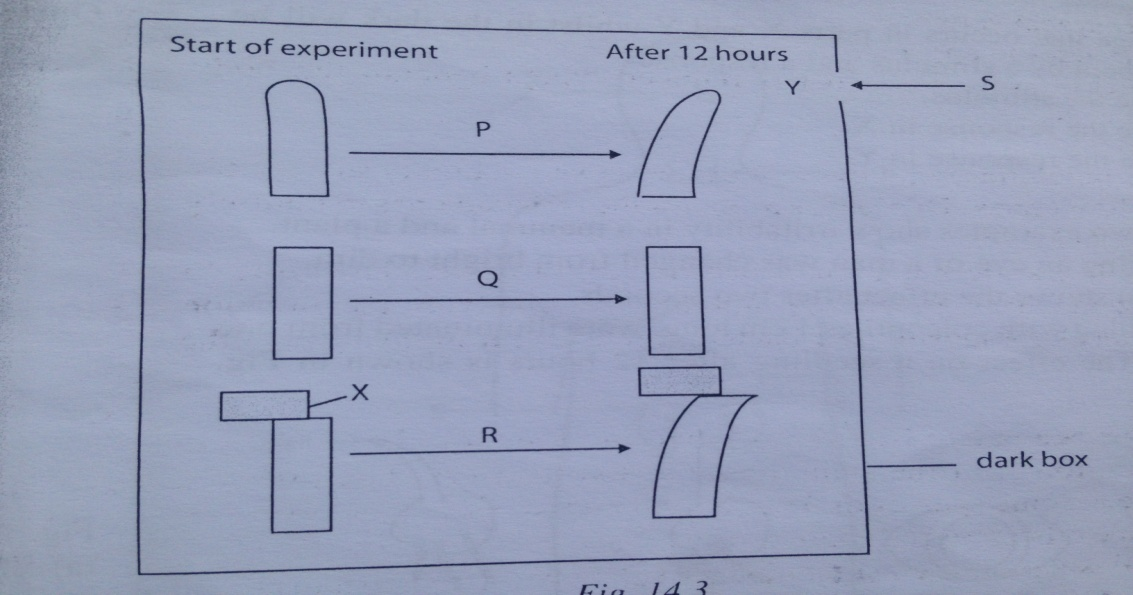 Start of experiment
After 12 hours
Y
S
P
Q
X
R
dark box
Fig. 14.3